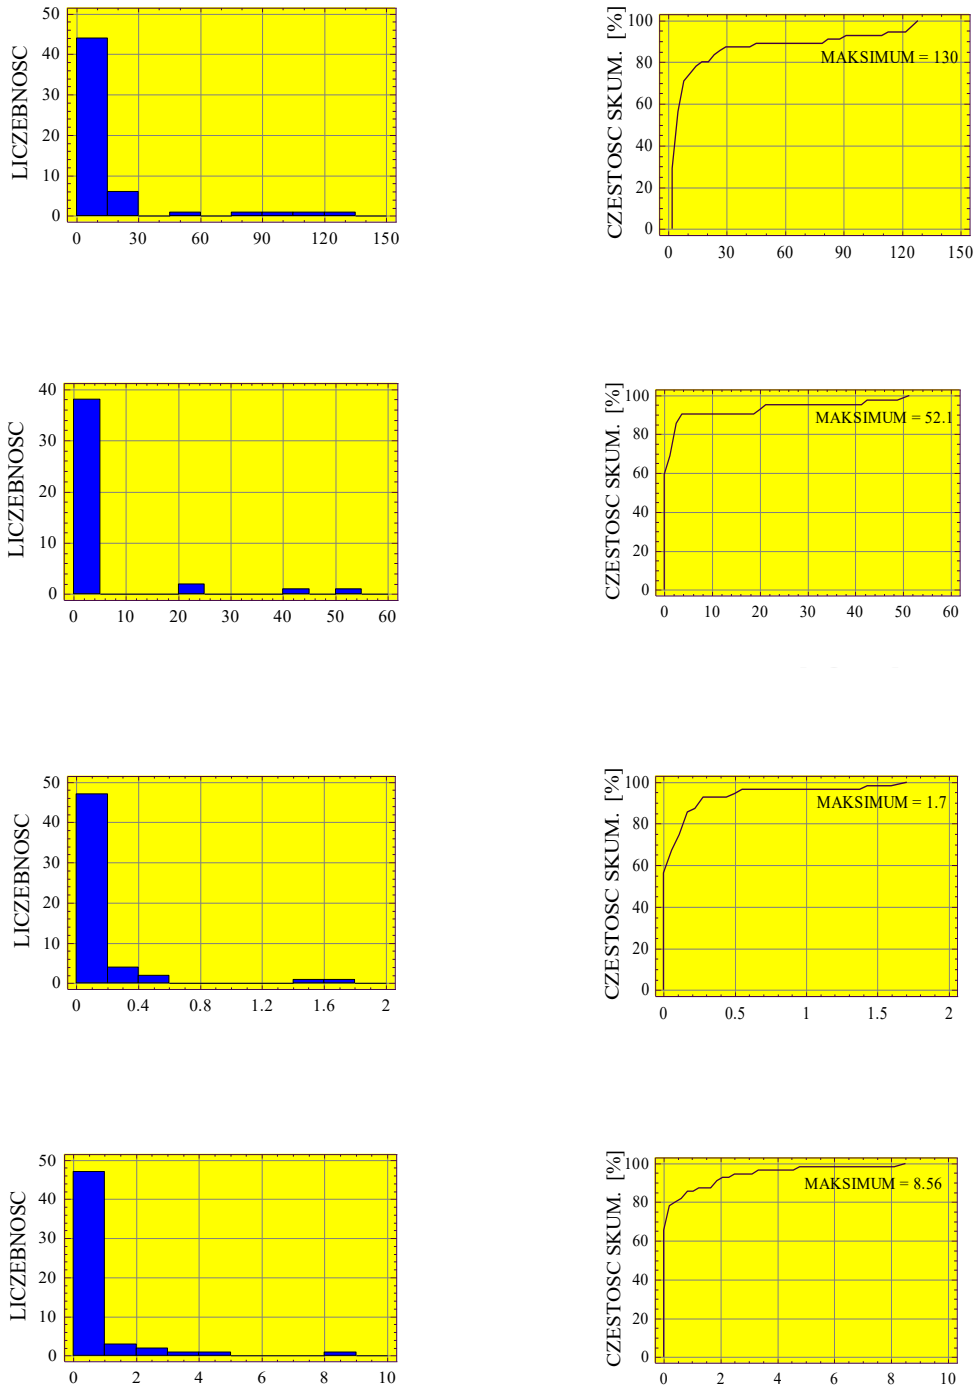 LICZEBNOSC
50
40
30
20
10
0
0 30 60 90 120 150
CZESTOSC SKUM. [%]
100
80
60
40
20
0
MAKSIMUM = 130
0 30 60 90 120 150
LICZEBNOSC
40
30
20
10
0
0 10 20 30 40 50 60
CZESTOSC SKUM. [%]
100
80
60
40
20
0
MAKSIMUM = 52.1
0 10 20 30 40 50 60
LICZEBNOSC
50
40
30
20
10
0
0 0.4 0.8 1.2 1.6 2
CZESTOSC SKUM. [%]
100
80
60
40
20
0
MAKSIMUM = 1.7
0 0.5 1 1.5 2
LICZEBNOSC
50
40
30
20
10
0
0 2 4 6 8 10
CZESTOSC SKUM. [%]
100
80
60
40
20
0
MAKSIMUM = 8.56
0 2 4 6 8 10